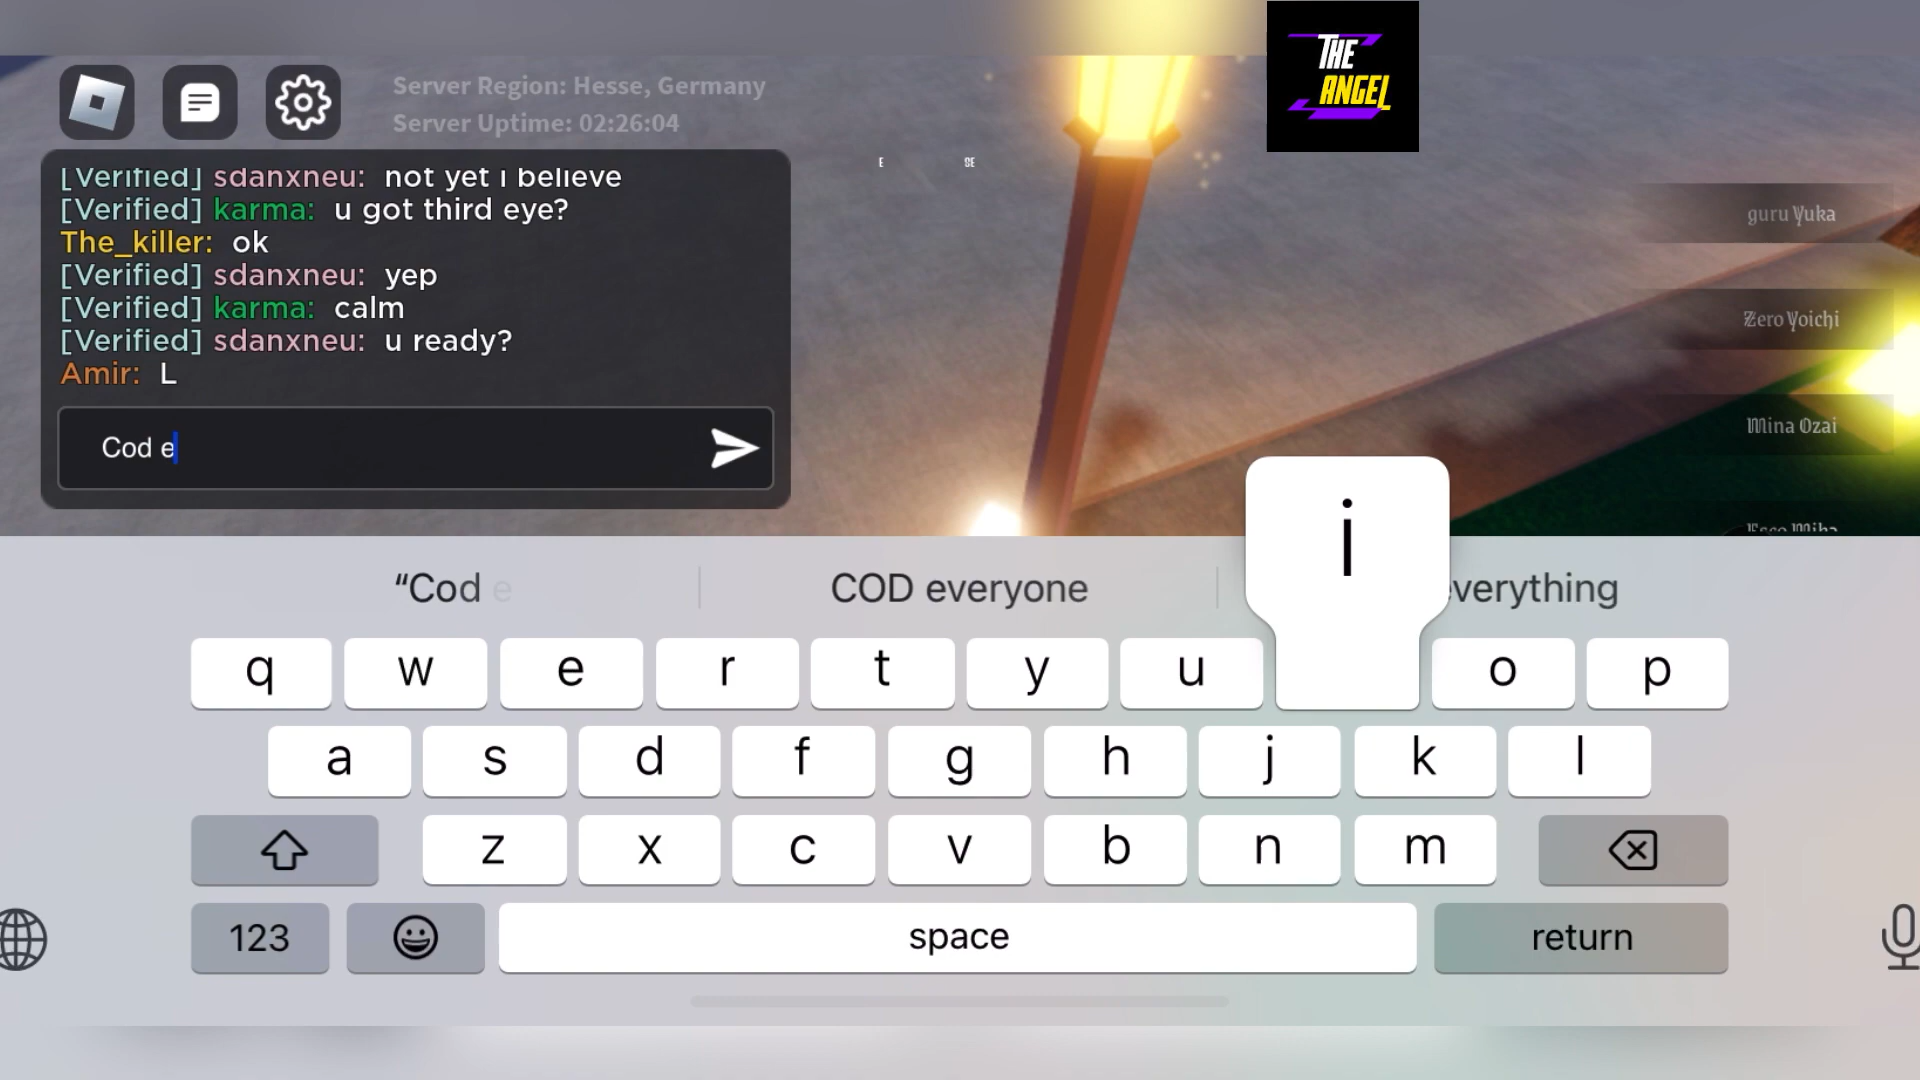 THE
ANGEL
Server Region: Hesse, Germany
Server Uptime: 02:26:04
E SE
[Verified] sdanxneu: not yet i believe
[Verified] karma: u got third eye?
The_killer: ok
[Verified] sdanxneu: yep
[Verified] karma: calm
[Verified] sdanxneu: u ready?
Amir: L
Cod e
guru Yuka
Zero Yoichi
Mina Ozai
“Cod e
COD everyone
everything
i
q w e r t y u o p
a s d f g h j k l
z x c v b n m
123 space return